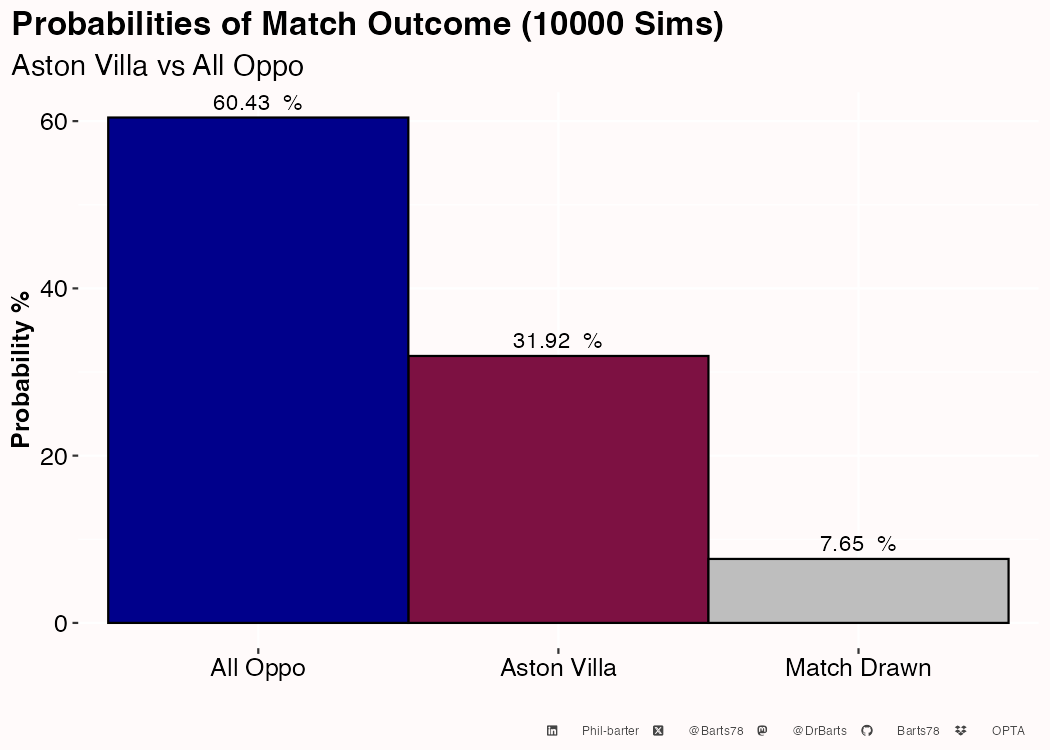 Probabilities of Match Outcome (10000 Sims)
Aston Villa vs All Oppo
60.43 %
31.92 %
7.65 %
Probability %
60
40
20
0
All Oppo
Aston Villa
Match Drawn
Phil-barter @Barts78 @DrBarts Barts78 OPTA